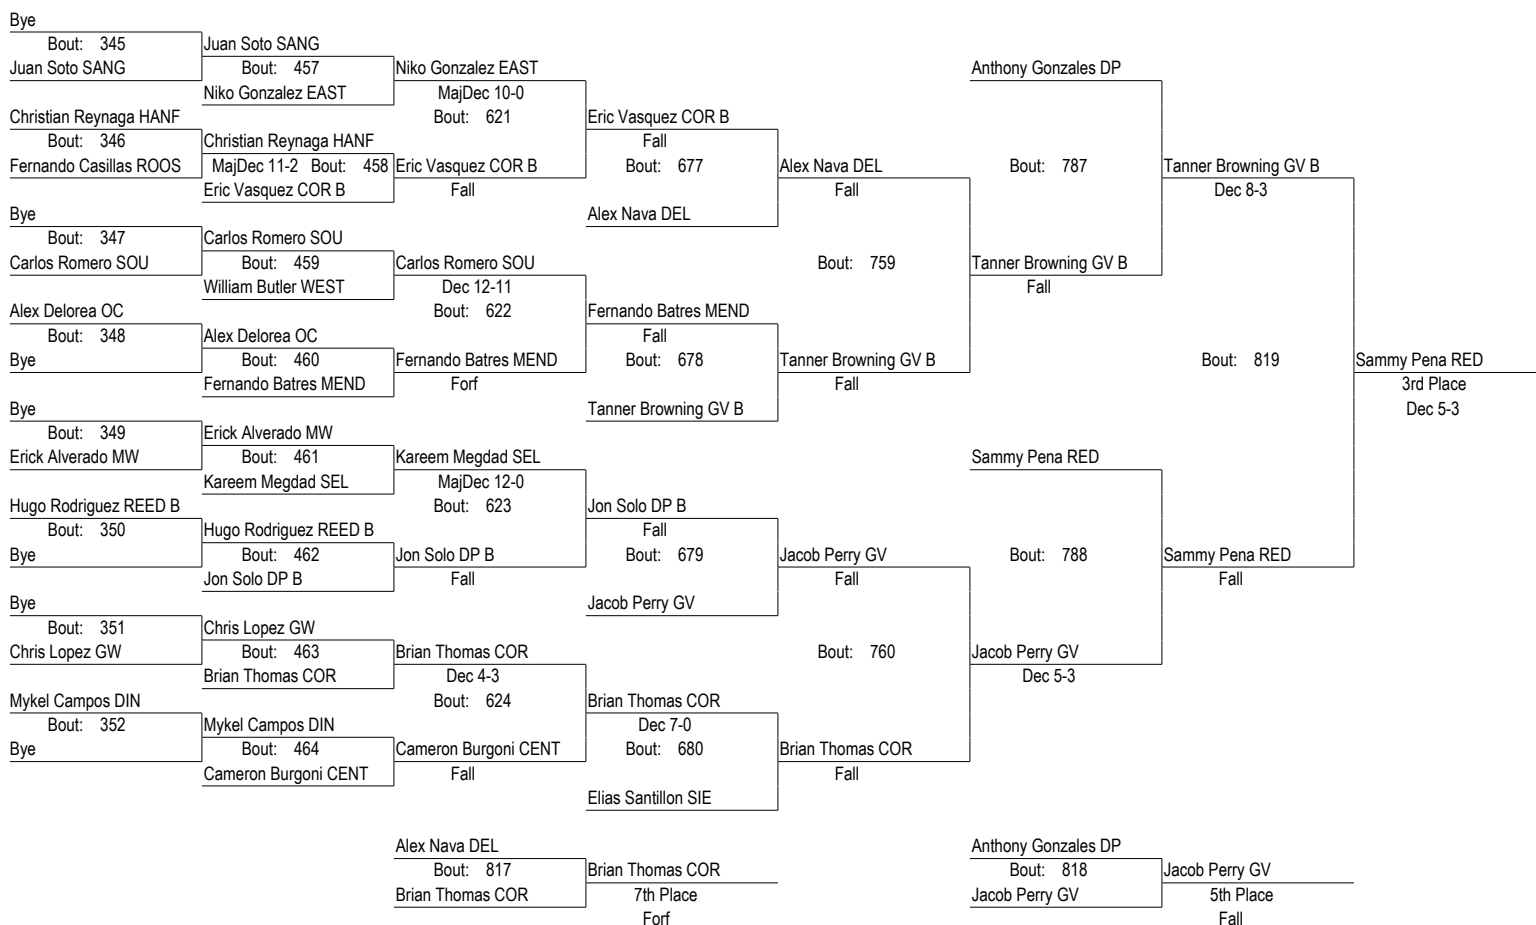 Bye
Bout: 345 Juan Soto SANG
Juan Soto SANG Bout: 457 Niko Gonzalez EAST Anthony Gonzales DP
Niko Gonzalez EAST MajDec 10-0
Christian Reynaga HANF Bout: 621 Eric Vasquez COR B
Bout: 346 Christian Reynaga HANF Fall
Fernando Casillas ROOS MajDec 11-2 Bout: 458 Eric Vasquez COR B Bout: 677 Alex Nava DEL Bout: 787 Tanner Browning GV B
Eric Vasquez COR B Fall Fall Dec 8-3
Bye Alex Nava DEL
Bout: 347 Carlos Romero SOU
Carlos Romero SOU Bout: 459 Carlos Romero SOU Bout: 759 Tanner Browning GV B
William Butler WEST Dec 12-11 Fall
Alex Delorea OC Bout: 622 Fernando Batres MEND
Bout: 348 Alex Delorea OC Fall
Bye Bout: 460 Fernando Batres MEND Bout: 678 Tanner Browning GV B Bout: 819 Sammy Pena RED
Fernando Batres MEND Forf Fall 3rd Place
Bye Tanner Browning GV B Dec 5-3
Bout: 349 Erick Alverado MW
Erick Alverado MW Bout: 461 Kareem Megdad SEL Sammy Pena RED
Kareem Megdad SEL MajDec 12-0
Hugo Rodriguez REED B Bout: 623 Jon Solo DP B
Bout: 350 Hugo Rodriguez REED B Fall
Bye Bout: 462 Jon Solo DP B Bout: 679 Jacob Perry GV Bout: 788 Sammy Pena RED
Jon Solo DP B Fall Fall Fall
Bye Jacob Perry GV
Bout: 351 Chris Lopez GW
Chris Lopez GW Bout: 463 Brian Thomas COR Bout: 760 Jacob Perry GV
Brian Thomas COR Dec 4-3 Dec 5-3
Mykel Campos DIN Bout: 624 Brian Thomas COR
Bout: 352 Mykel Campos DIN Dec 7-0
Bye Bout: 464 Cameron Burgoni CENT Bout: 680 Brian Thomas COR
Cameron Burgoni CENT Fall Fall
Elias Santillon SIE
Alex Nava DEL Anthony Gonzales DP
Bout: 817 Brian Thomas COR Bout: 818 Jacob Perry GV
Brian Thomas COR 7th Place Jacob Perry GV 5th Place
Forf Fall